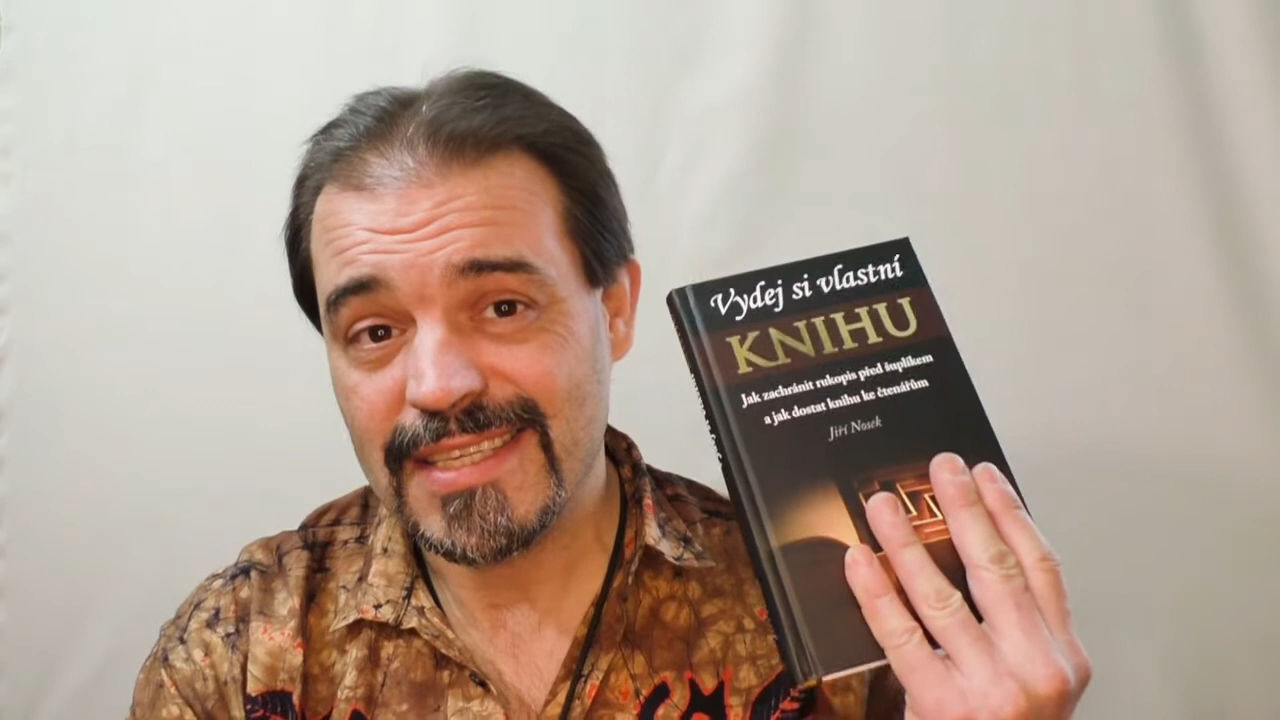 Vydej si vlastní
KNIHU
Jak zachránit rukopis před šuplíkem
a jak dostat knihu ke čtenářům
Jiří Nosek